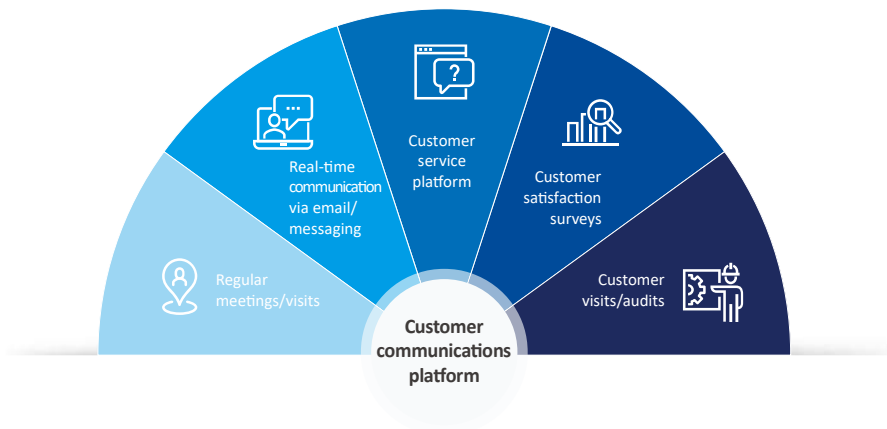 Regular
meetings/visits
Real-time
communication
via email/
messaging
?
Customer
service
platform
Customer
satisfaction
surveys
Customer
visits/audits
Customer
communications
platform